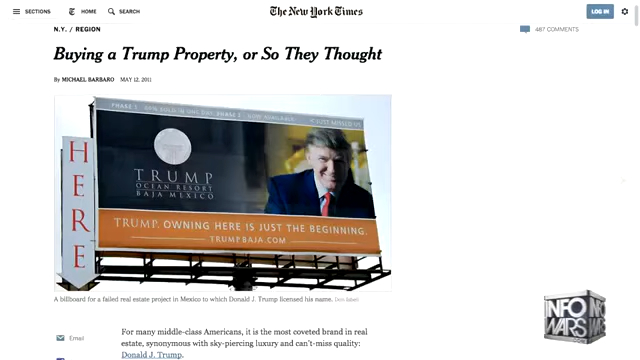 SECTIONS HOME SEARCH The New York Times LOG IN
N.Y. / REGION
467 COMMENTS
Buying a Trump Property, or So They Thought
By MICHAEL BARBARO MAY 12, 2011
HERE
TRUMP
OCEAN RESORT
BAJA MEXICO
TRUMP. OWNING HERE IS JUST THE BEGINNING.
TRUMPBAJA.COM
A billboard for a failed real estate project in Mexico to which Donald J. Trump licensed his name.
Email
For many middle-class Americans, it is the most coveted brand in real
estate, synonymous with sky-piercing luxury and can't-miss quality:
Donald J. Trump.
INFO
WARS